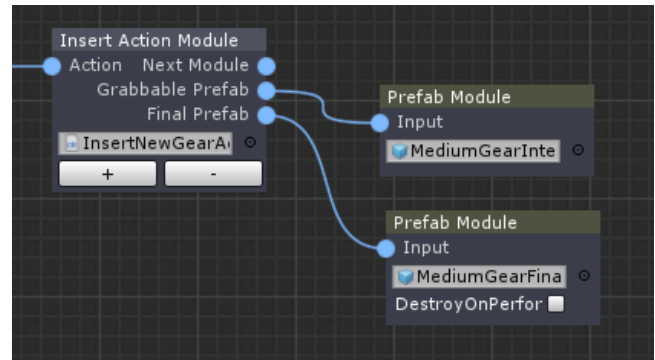 Insert Action Module
Action Next Module
Grabbable Prefab
Final Prefab
InsertNewGearA
+ -
Prefab Module
Input
MediumGearInte
Prefab Module
Input
MediumGearFina
DestroyOnPerfor